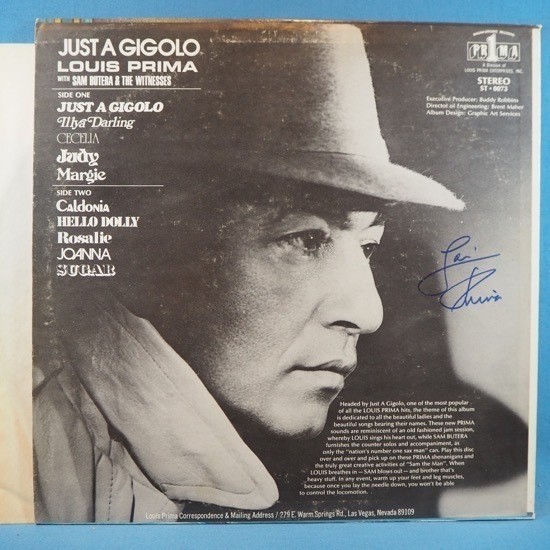 JUST A GIGOLO
LOUIS PRIMA
WITH SAM BUTERA & THE WITNESSES
SIDE ONE
JUST A GIGOLO
Ilya Darling
CECELIA
Judy
Margie
SIDE TWO
Caldonia
HELLO DOLLY
Rosalie
JOANNA
SUGAR
PR1MA
A Division of
LOUIS PRIMA ENTERPRISES, INC.
STEREO
ST-0073
Executive Producer: Buddy Robbins
Director of Engineering: Brent Maher
Album Design: Graphic Art Services
Louis
Prima
Headed by Just A Gigolo, one of the most popular
of all the LOUIS PRIMA hits, the theme of this album
is dedicated to all the beautiful ladies and the
beautiful songs bearing their names. These new PRIMA
sounds are reminiscent of an old fashioned jam session,
whereby LOUIS sings his heart out, while SAM BUTERA
furnishes the counter solos and accompaniment, as
only the "nation's number one sax man" can. Play this disc
over and over and pick up on these PRIMA shenanigans and
the truly great creative activities of "Sam the Man". When
LOUIS breathes in—SAM blows out— and brother that's
heavy stuff. In any event, warm up your feet and leg muscles,
because once you lay the needle down, you won't be able
to control the locomotion.
Louis Prima Correspondence & Mailing Address / 279 E. Warm Springs Rd., Las Vegas, Nevada 89109